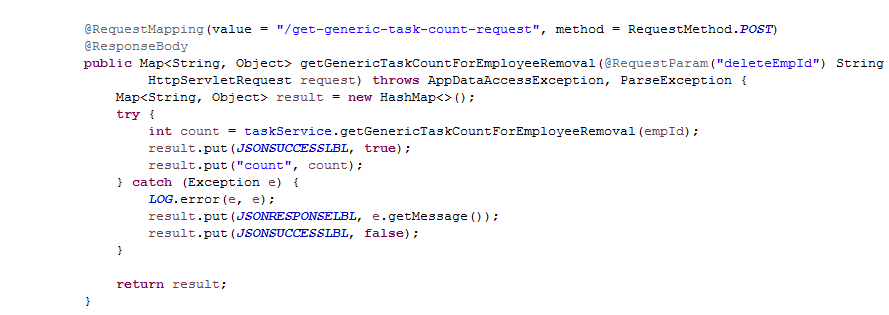 @RequestMapping(value = "/get-generic-task-count-request", method = RequestMethod.POST)
@ResponseBody
public Map<String, Object> getGenericTaskCountForEmployeeRemoval(@RequestParam("deleteEmpId") String
HttpServletRequest request) throws AppDataAccessException, ParseException {
Map<String, Object> result = new HashMap<>();
try {
int count = taskService.getGenericTaskCountForEmployeeRemoval(empId);
result.put(JSONSUCCESSLBL, true);
result.put("count", count);
} catch (Exception e) {
LOG.error(e, e);
result.put(JSONRESPONSELBL, e.getMessage());
result.put(JSONSUCCESSLBL, false);
}
return result;
}